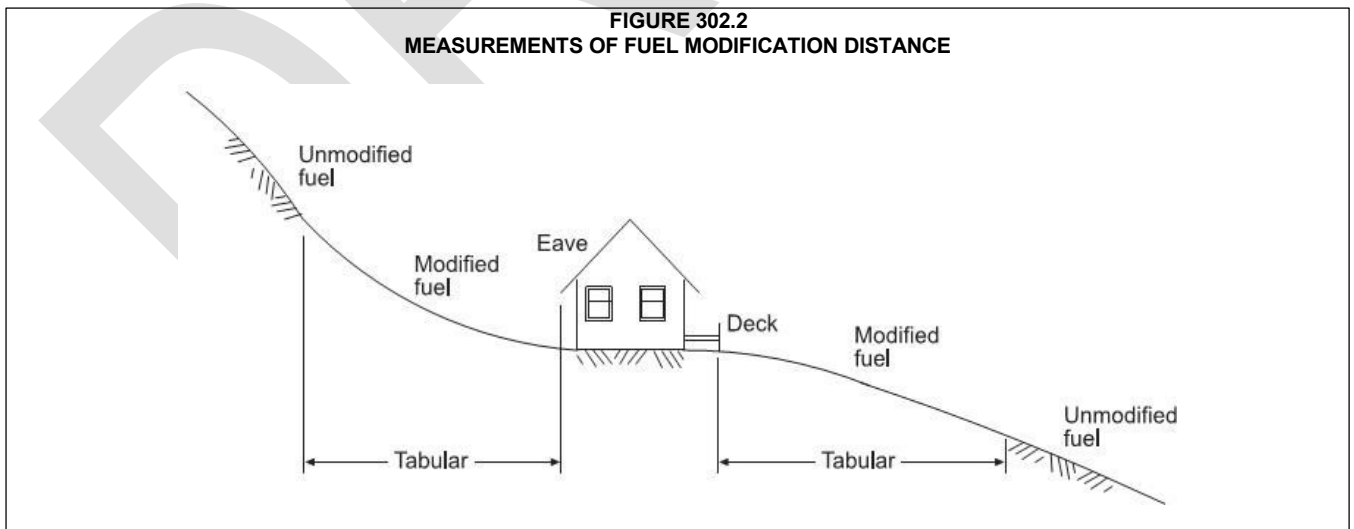 FIGURE 302.2
MEASUREMENTS OF FUEL MODIFICATION DISTANCE
Unmodified
fuel
Modified
fuel
Eave
Deck
Modified
fuel
Unmodified
fuel
Tabular
Tabular